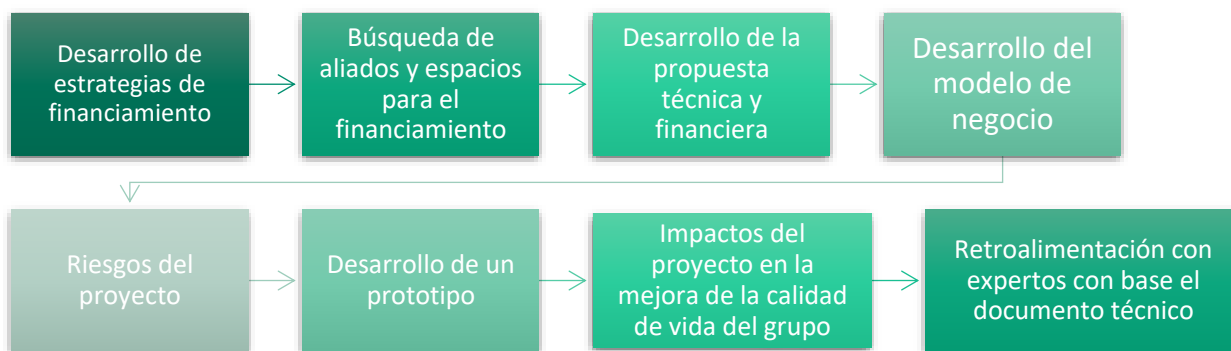 Desarrollo de
estrategias de
financiamiento
Búsqueda de
aliados y espacios
para el
financiamiento
Desarrollo de la
propuesta
técnica y
financiera
Desarrollo del
modelo de
negocio
Riesgos del
proyecto
Desarrollo de un
prototipo
Impactos del
proyecto en la
mejora de la calidad
de vida del grupo
Retroalimentación con
expertos con base el
documento técnico